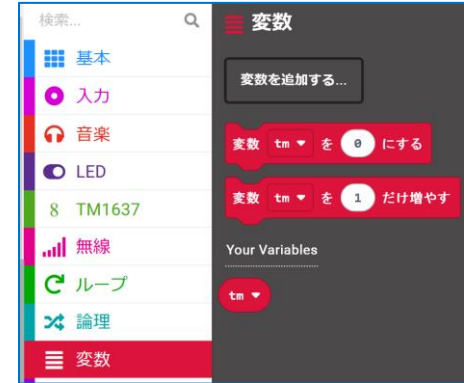 検索...
基本
入力
音楽
LED
8 TM1637
無線
ループ
論理
変数
変数
変数を追加する...
変数 tm を 0 にする
変数 tm を 1 だけ増やす
Your Variables
tm